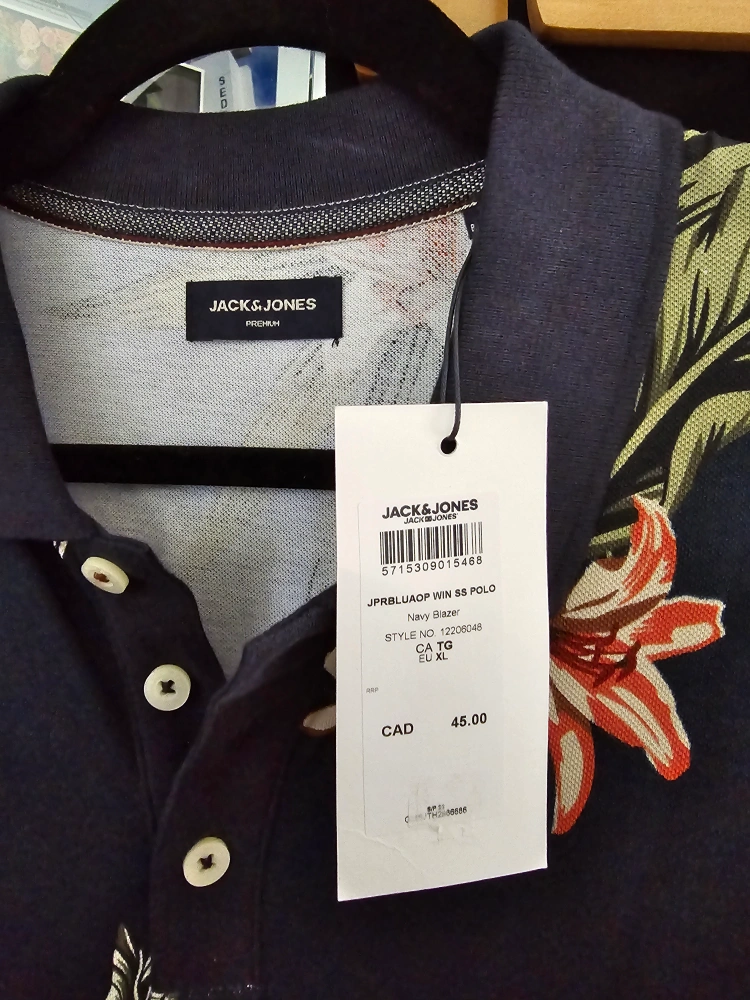 SED
JACK&JONES
PREMIUM
JACK&JONES
JACK&JONES
5715309015468
JPRBLUAOP WIN SS POLO
Navy Blazer
STYLE NO. 12206048
CA TG
EU XL
RRP
CAD 45.00